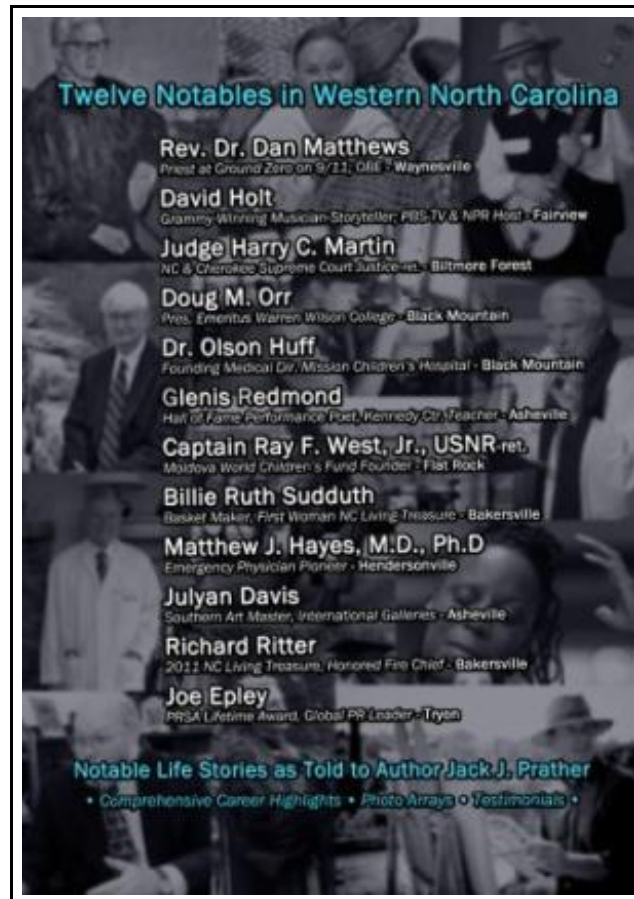 Twelve Notables in Western North Carolina
Rev. Dr. Dan Matthews
Priest at Ground Zero on 9/11, OBE - Waynesville
David Holt
Grammy Winning Musician-Storyteller; PBS-TV & NPR Host - Fairview
Judge Harry C. Martin
NC & Cherokee Supreme Court Justice-ret. - Biltmore Forest
Doug M. Orr
Pres. Emeritus Warren Wilson College - Black Mountain
Dr. Olson Huff
Founding Medical Dir. Mission Children's Hospital - Black Mountain
Glenis Redmond
Hall of Fame Performance Poet, Kennedy Ctr. Teacher - Asheville
Captain Ray F. West, Jr., USNR-ret.
Moldova World Children's Fund Founder - Flat Rock
Billie Ruth Sudduth
Basket Maker, First Woman NC Living Treasure - Bakersville
Matthew J. Hayes, M.D., Ph.D
Emergency Physician Pioneer - Hendersonville
Julyan Davis
Southern Art Master, International Galleries - Asheville
Richard Ritter
2011 NC Living Treasure, Honored Fire Chief - Bakersville
Joe Epley
PRSA Lifetime Award, Global PR Leader - Tryon
Notable Life Stories as Told to Author Jack J. Prather
• Comprehensive Career Highlights • Photo Arrays • Testimonials •